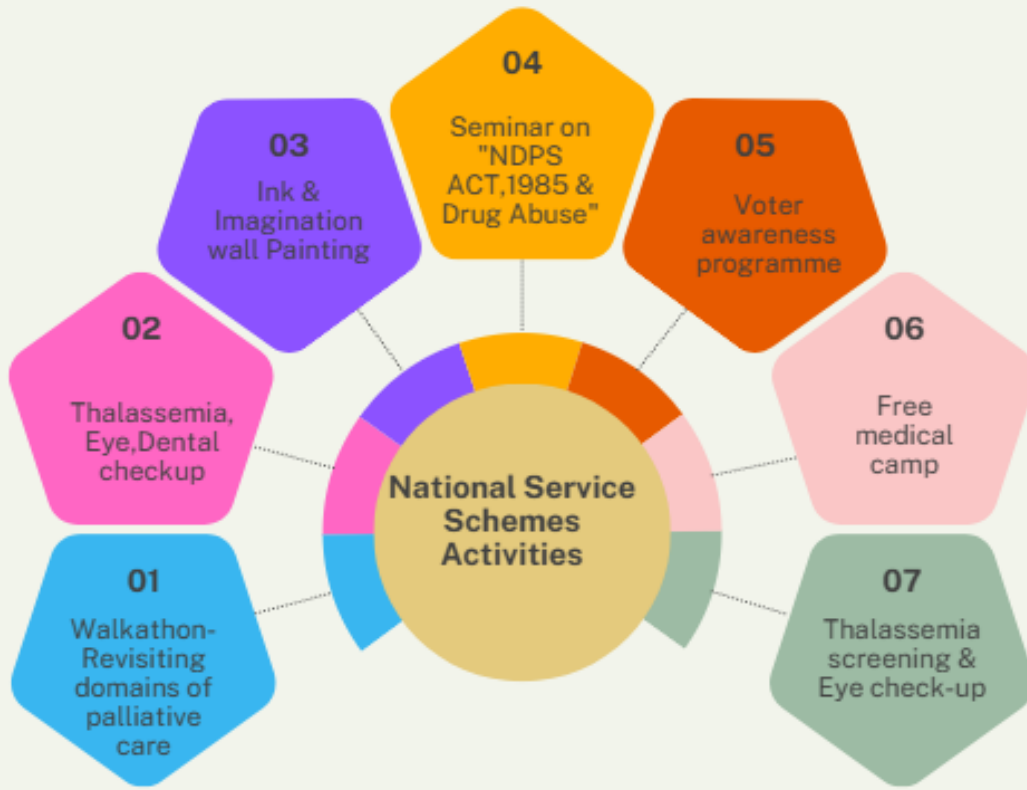 01
Walkathon-
Revisiting
domains of
palliative
care
02
Thalassemia,
Eye,Dental
checkup
03
Ink &
Imagination
wall Painting
04
Seminar on
"NDPS
ACT,1985 &
Drug Abuse"
05
Voter
awareness
programme
06
Free
medical
camp
07
Thalassemia
screening &
Eye check-up
National Service
Schemes
Activities